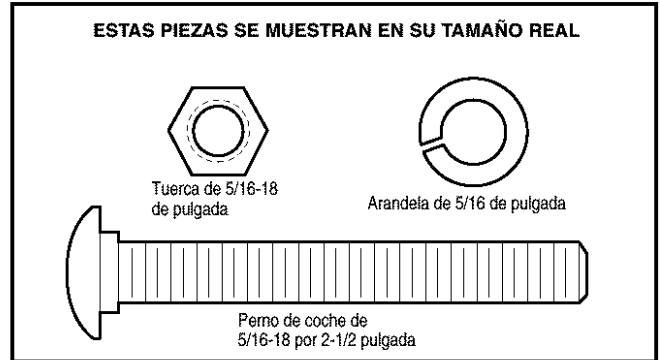 ESTAS PIEZAS SE MUESTRAN EN SU TAMAÑO REAL
Tuerca de 5/16-18
de pulgada
Arandela de 5/16 de pulgada
Perno de coche de
5/16-18 por 2-1/2 pulgada